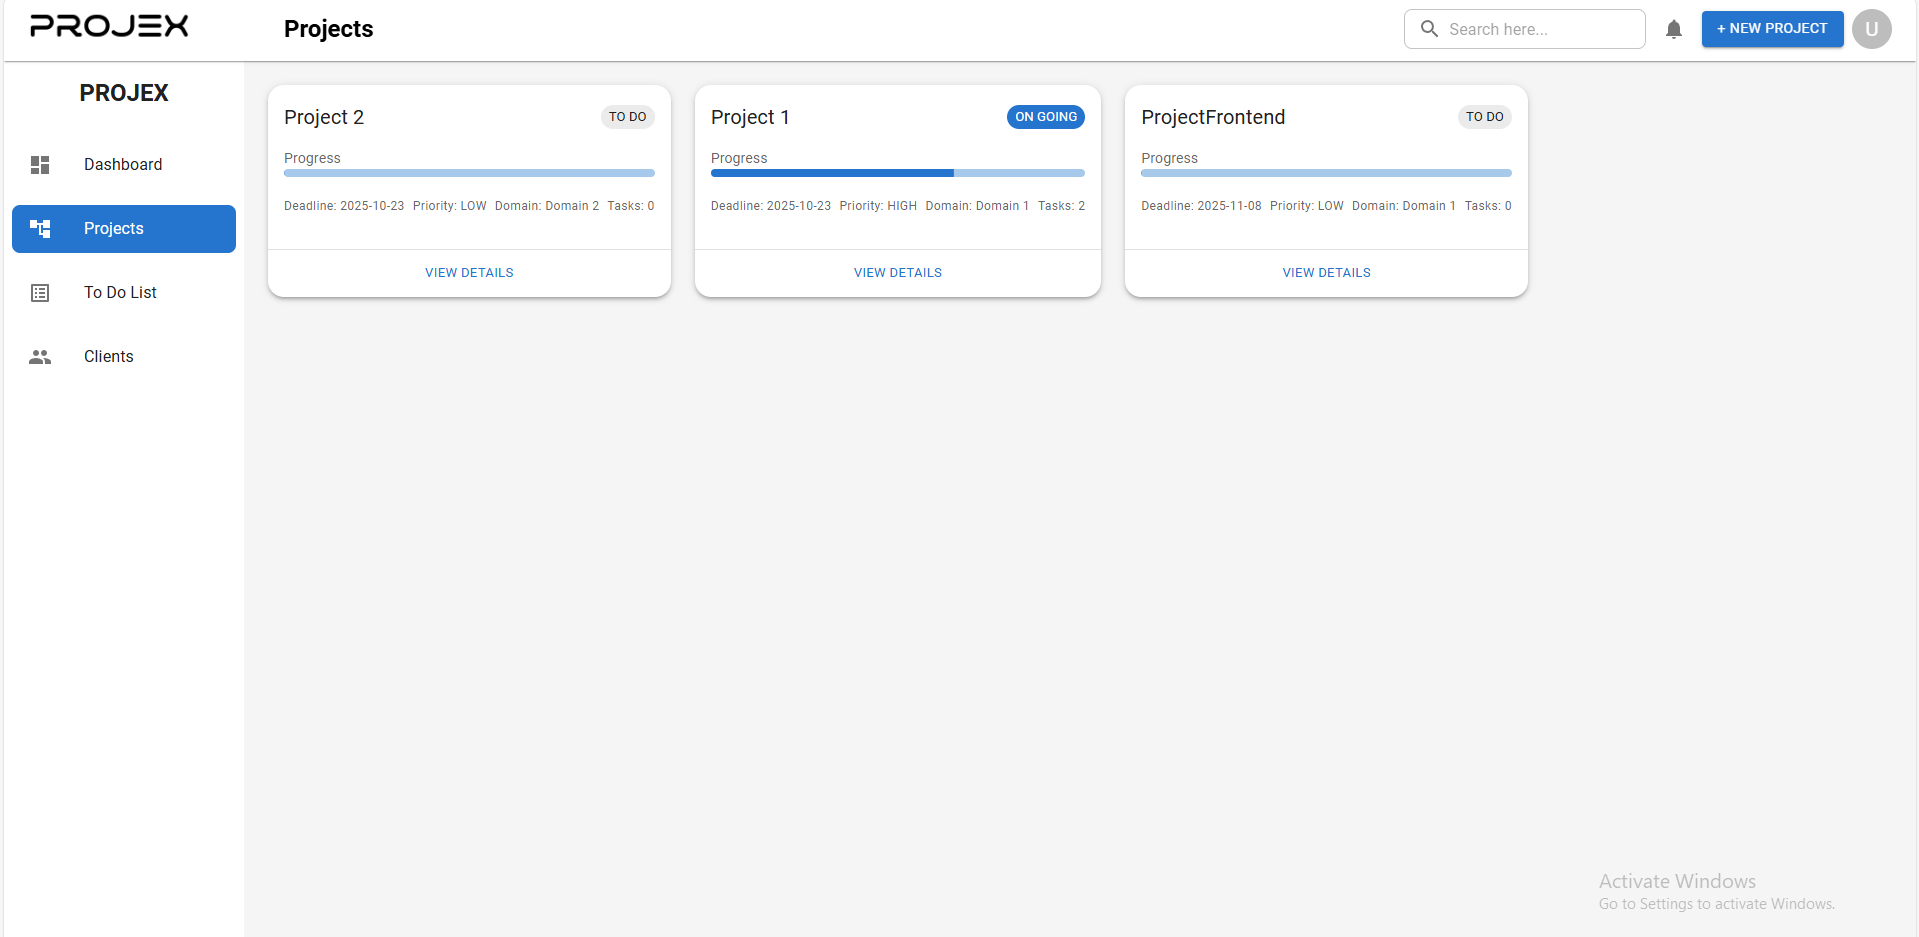 PROJEX
Projects
Search here...
+ NEW PROJECT
U
PROJEX
Dashboard
Projects
To Do List
Clients
Project 2
TO DO
Progress
Deadline: 2025-10-23 Priority: LOW Domain: Domain 2 Tasks: 0
VIEW DETAILS
Project 1
ON GOING
Progress
Deadline: 2025-10-23 Priority: HIGH Domain: Domain 1 Tasks: 2
VIEW DETAILS
ProjectFrontend
TO DO
Progress
Deadline: 2025-11-08 Priority: LOW Domain: Domain 1 Tasks: 0
VIEW DETAILS
Activate Windows
Go to Settings to activate Windows.